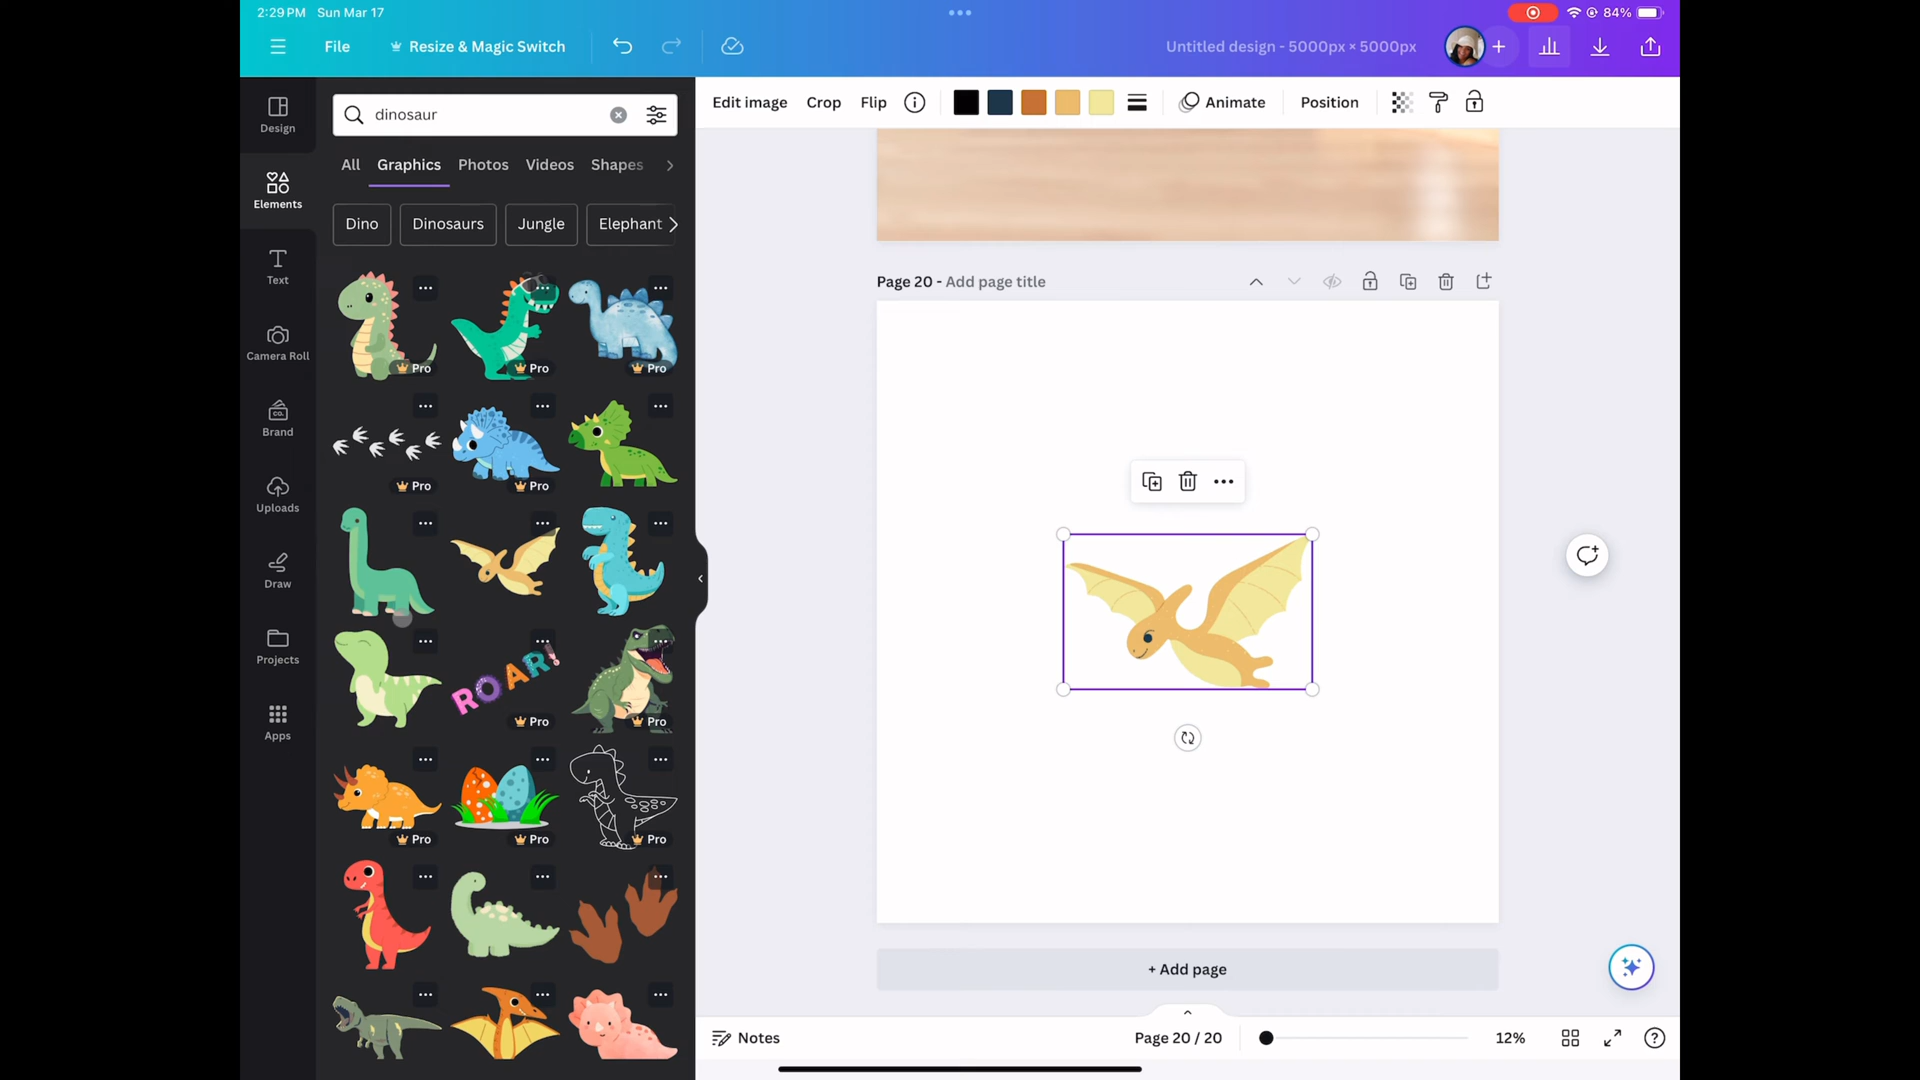 2:29 PM Sun Mar 17
84%
File
Resize & Magic Switch
Untitled design - 5000px × 5000px
Design
Elements
Text
Camera Roll
Brand
Uploads
Draw
Projects
Apps
CO.
dinosaur
All Graphics Photos Videos Shapes
Dino Dinosaurs Jungle Elephant
Pro Pro Pro
Pro Pro
ROAR!
Pro Pro
Pro Pro Pro
Edit image Crop Flip Animate Position
Page 20 - Add page title
+ Add page
Notes
Page 20 / 20
12%